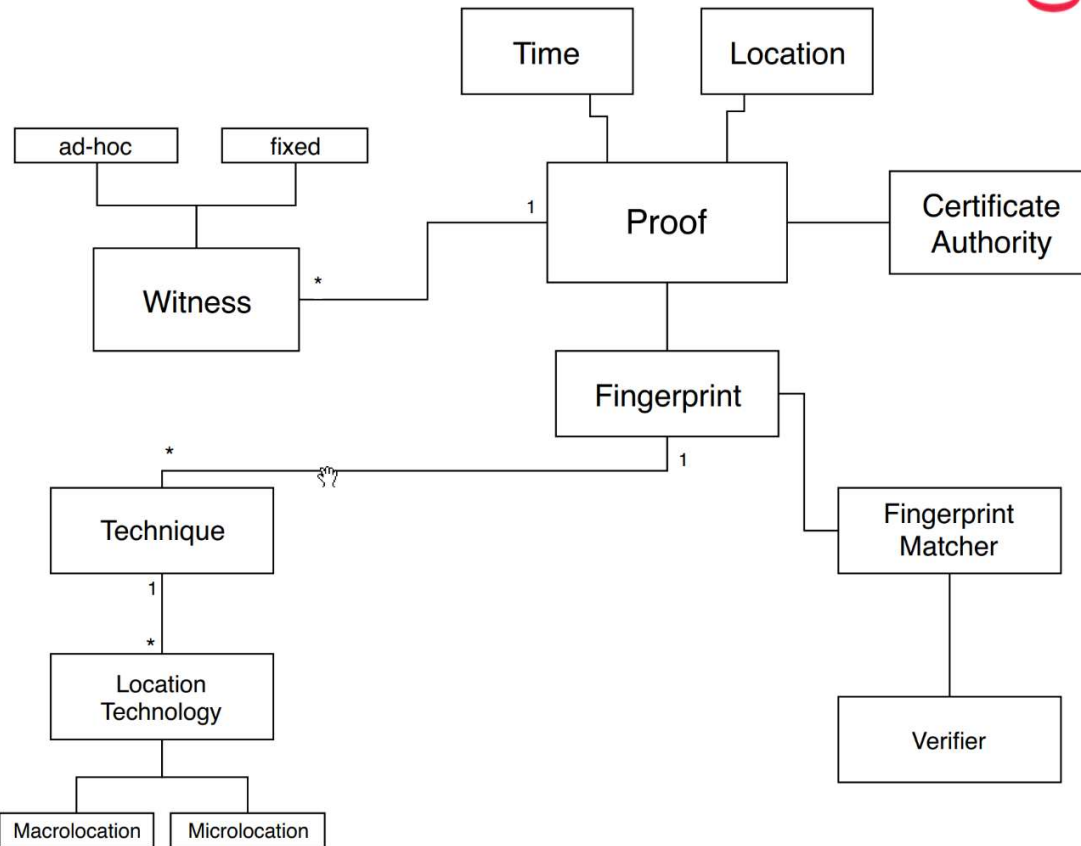 Time
Location
ad-hoc
fixed
1
Proof
Certificate
Authority
*
Witness
Fingerprint
*
1
Technique
Fingerprint
Matcher
1
*
Location
Technology
Verifier
Macrolocation
Microlocation